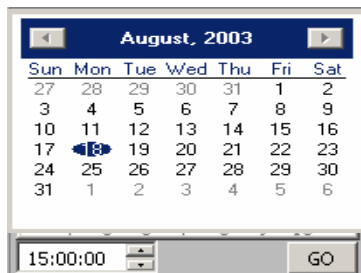 August, 2003
Sun Mon Tue Wed Thu Fri Sat
27 28 29 30 31 1 2
3 4 5 6 7 8 9
10 11 12 13 14 15 16
17 18 19 20 21 22 23
24 25 26 27 28 29 30
31 1 2 3 4 5 6
15:00:00 GO